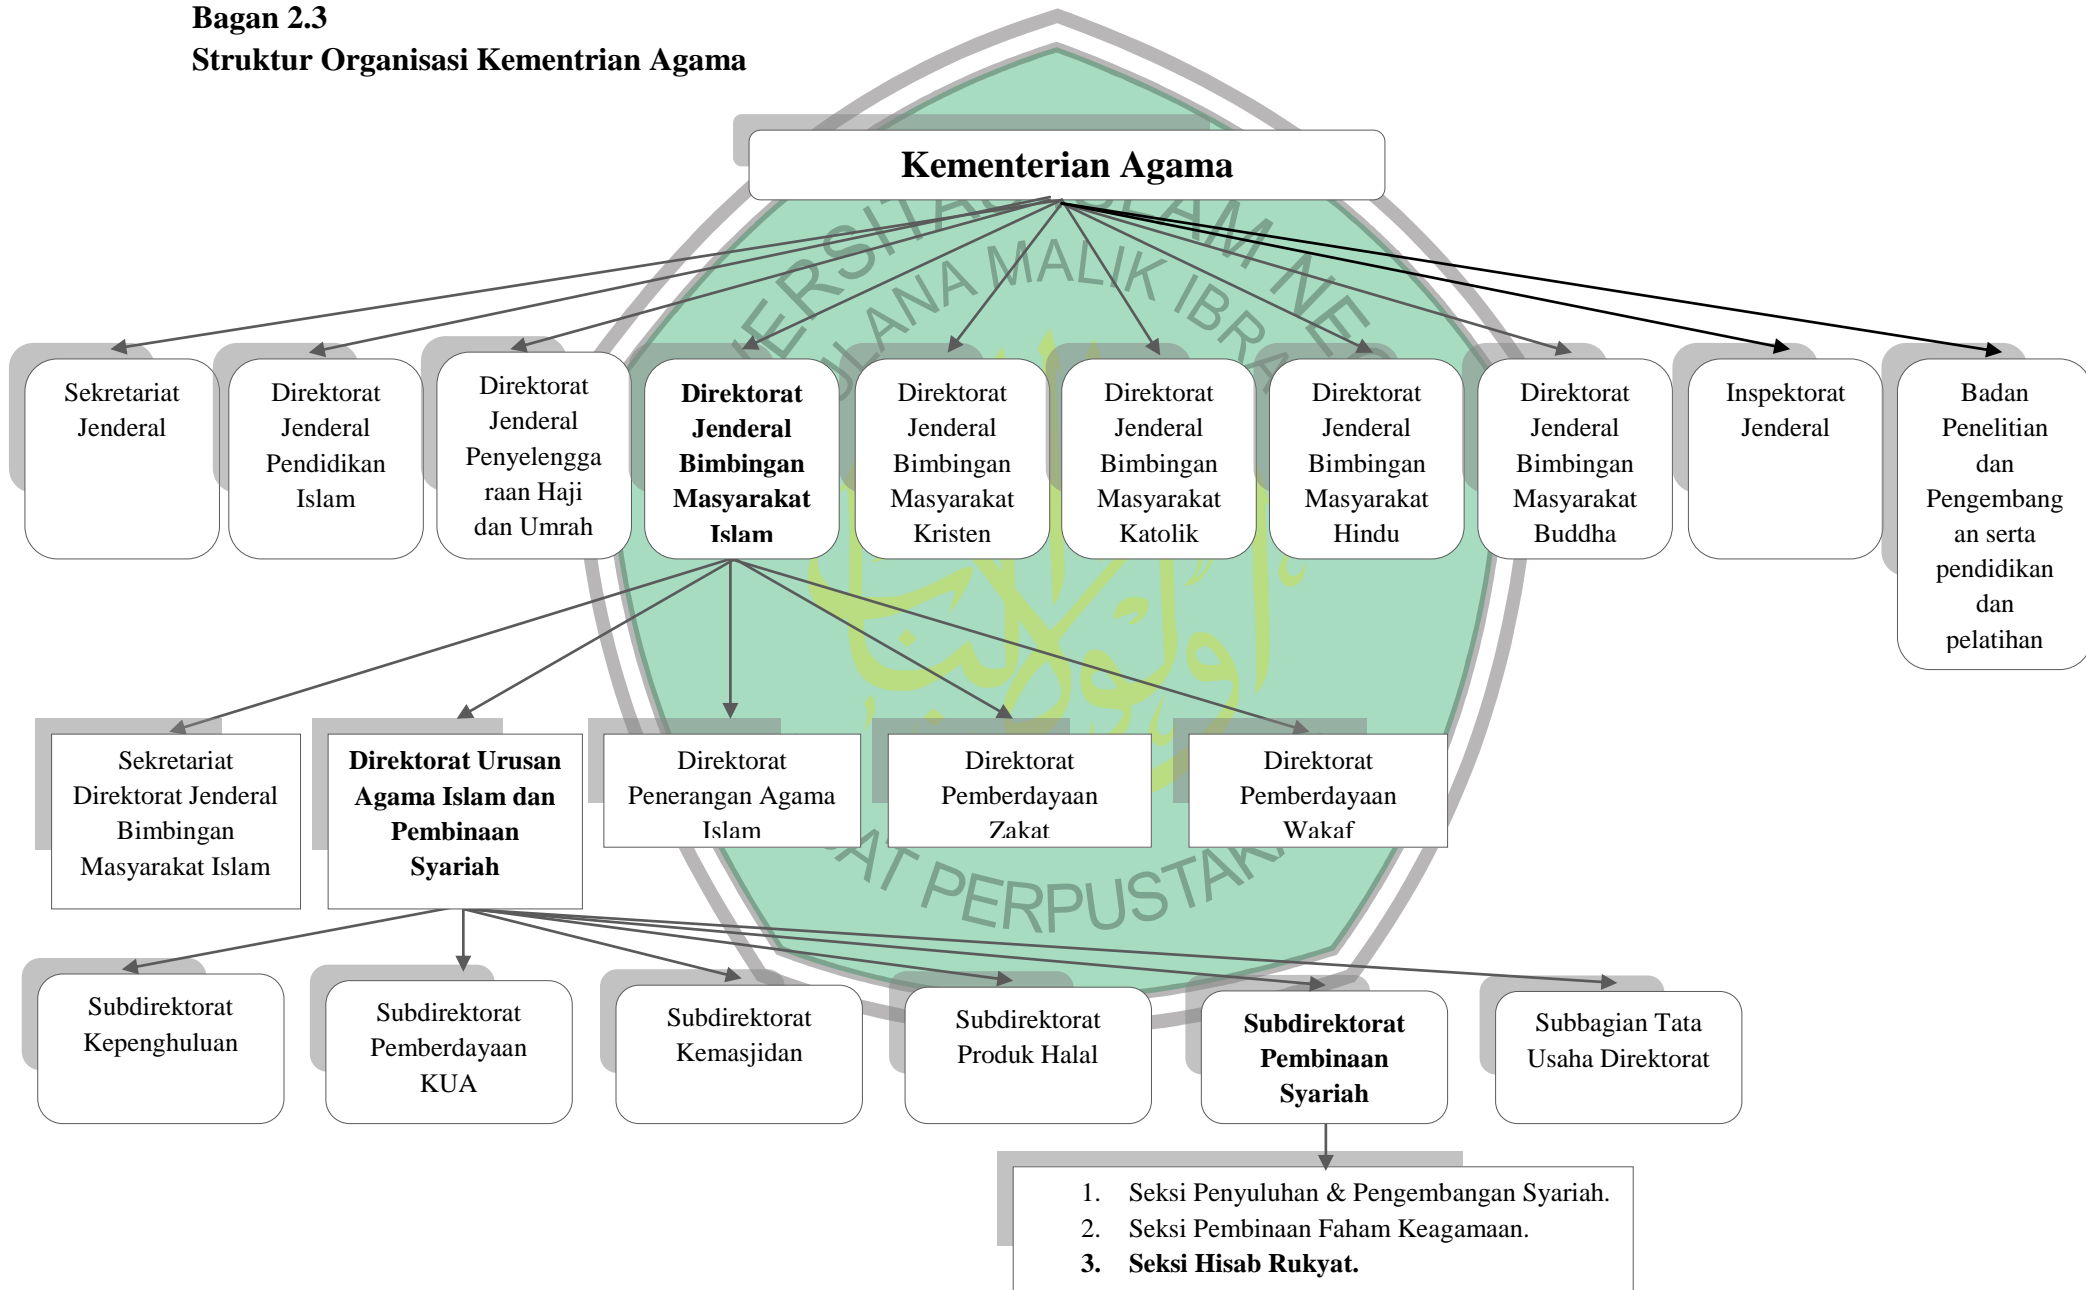 Bagan 2.3
Struktur Organisasi Kementrian Agama
Kementerian Agama
Sekretariat
Jenderal
Direktorat
Jenderal
Pendidikan
Islam
Direktorat
Jenderal
Penyelengga
raan Haji
dan Umrah
Direktorat
Jenderal
Bimbingan
Masyarakat
Islam
Direktorat
Jenderal
Bimbingan
Masyarakat
Kristen
Direktorat
Jenderal
Bimbingan
Masyarakat
Katolik
Direktorat
Jenderal
Bimbingan
Masyarakat
Hindu
Direktorat
Jenderal
Bimbingan
Masyarakat
Buddha
Inspektorat
Jenderal
Badan
Penelitian
dan
Pengembang
an serta
pendidikan
dan
pelatihan
Sekretariat
Direktorat Jenderal
Bimbingan
Masyarakat Islam
Direktorat Urusan
Agama Islam dan
Pembinaan
Syariah
Direktorat
Penerangan Agama
Islam
Direktorat
Pemberdayaan
Zakat
Direktorat
Pemberdayaan
Wakaf
Subdirektorat
Kepenghuluan
Subdirektorat
Pemberdayaan
KUA
Subdirektorat
Kemasjidan
Subdirektorat
Produk Halal
Subdirektorat
Pembinaan
Syariah
Subbagian Tata
Usaha Direktorat
1. Seksi Penyuluhan & Pengembangan Syariah.
2. Seksi Pembinaan Faham Keagamaan.
3. Seksi Hisab Rukyat.
MALIK
PERPUSTAK